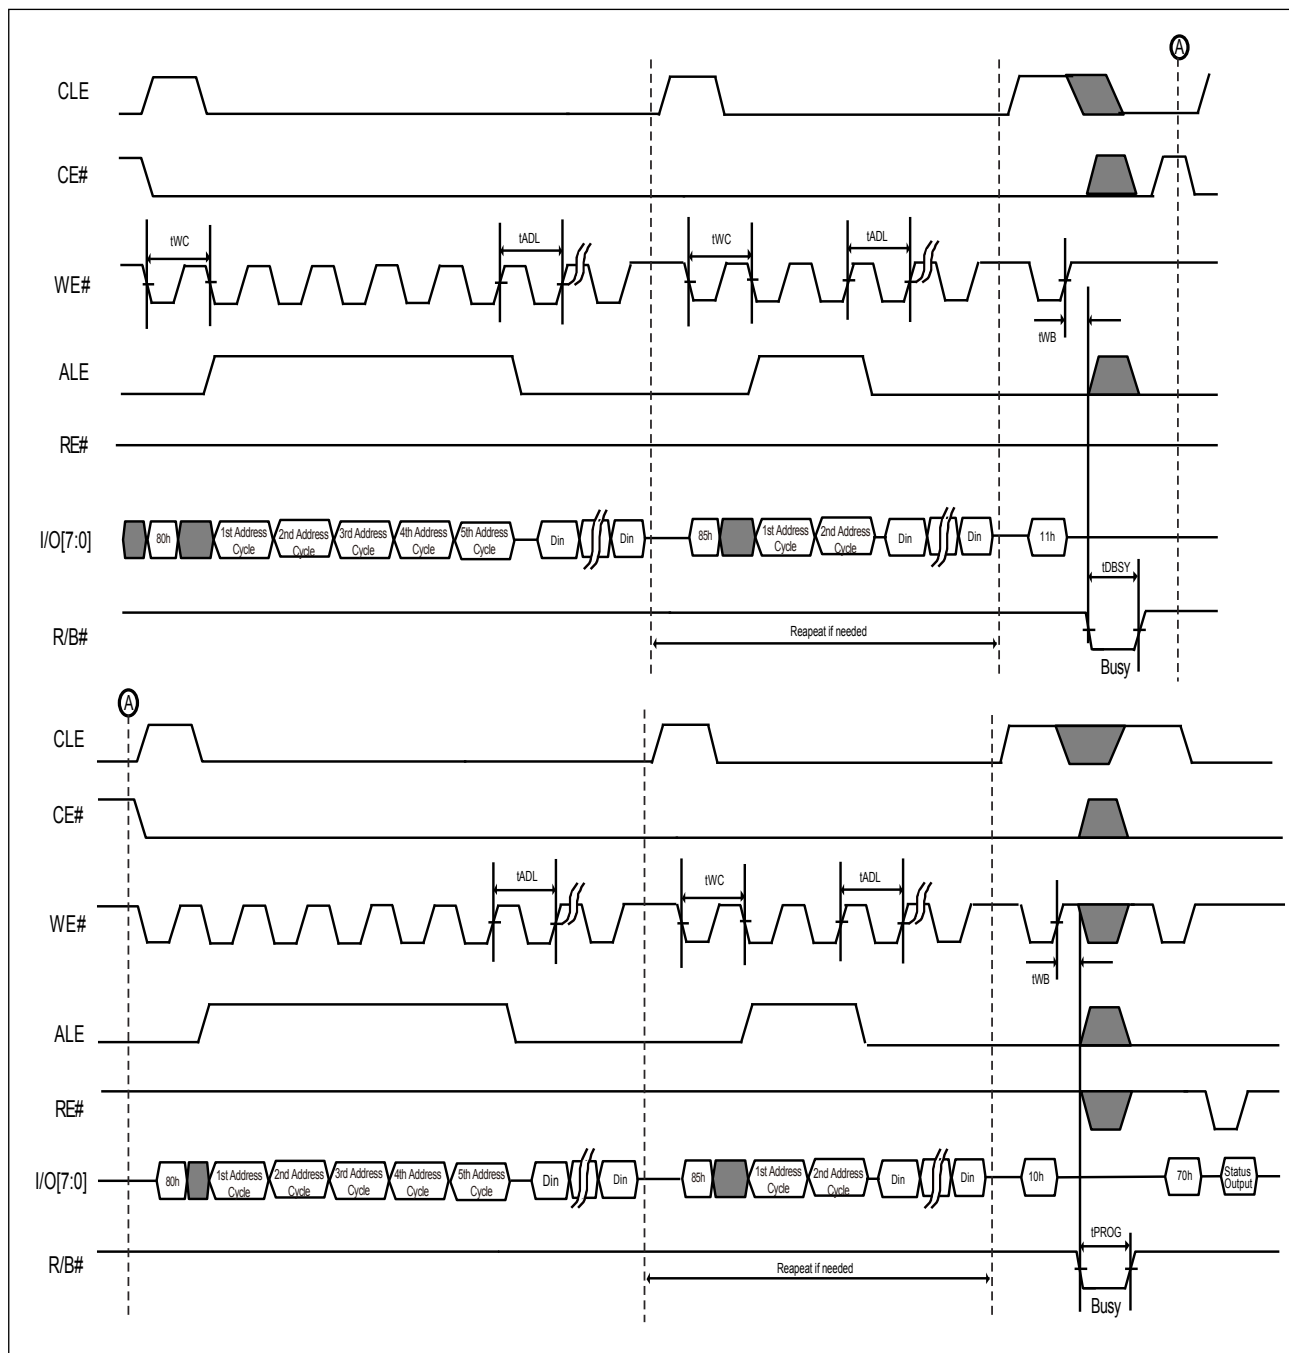 A
CLE
CE#
tWC
tADL
tWC
tADL
WE#
tWB
ALE
RE#
I/O[7:0]
80h
1st Address Cycle
2nd Address Cycle
3rd Address Cycle
4th Address Cycle
5th Address Cycle
Din
Din
85h
1st Address Cycle
2nd Address Cycle
Din
Din
11h
tDBSY
R/B#
Reapeat if needed
Busy
A
CLE
CE#
tADL
tWC
tADL
WE#
tWB
ALE
RE#
I/O[7:0]
80h
1st Address Cycle
2nd Address Cycle
3rd Address Cycle
4th Address Cycle
5th Address Cycle
Din
Din
85h
1st Address Cycle
2nd Address Cycle
Din
Din
10h
70h
Status Output
tPROG
R/B#
Reapeat if needed
Busy